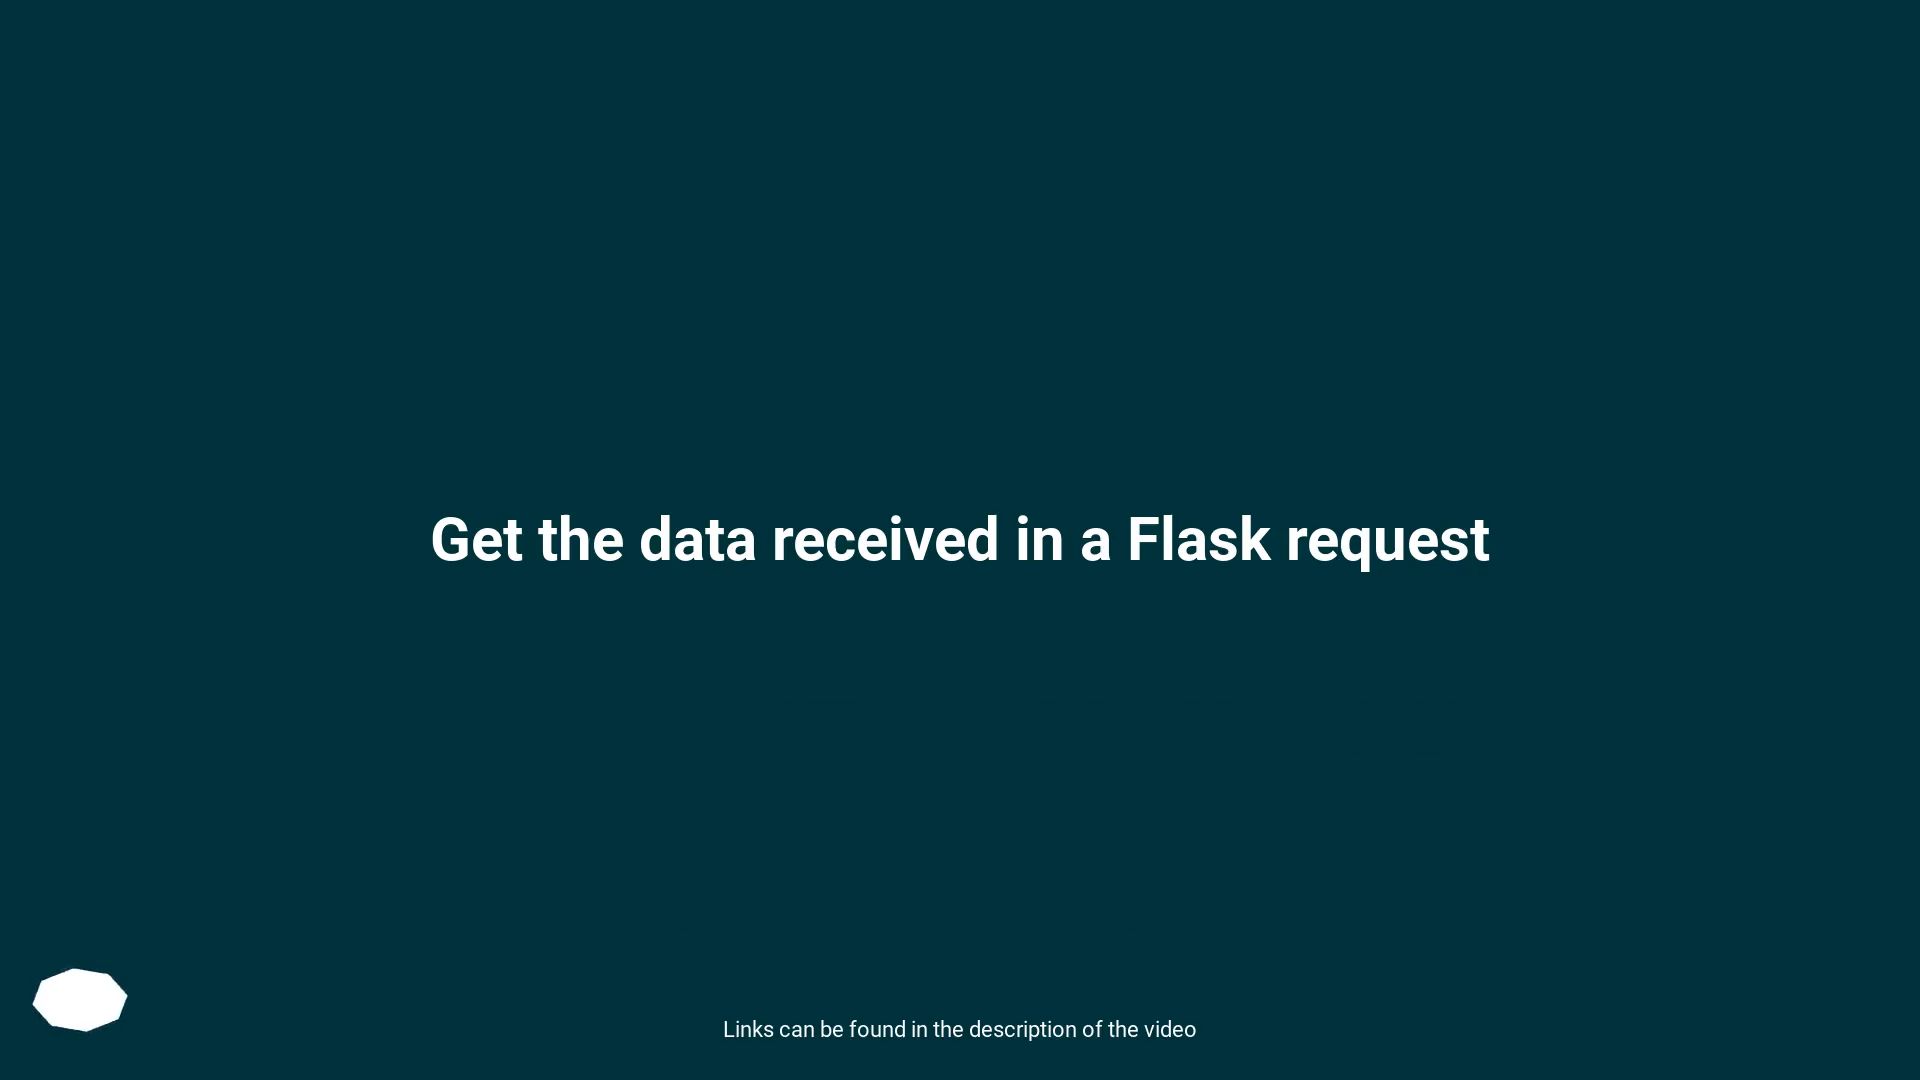 Get the data received in a Flask request
Links can be found in the description of the video